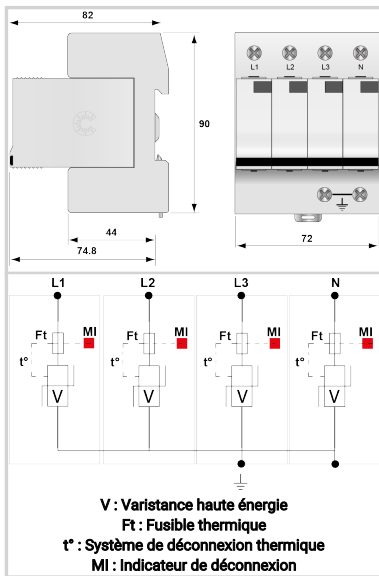 82
L1 L2 L3 N
90
44
74.8
72
L1 L2 L3 N
Ft MI Ft MI Ft MI Ft MI
t° t° t° t°
V V V V
V : Varistance haute énergie
Ft : Fusible thermique
t° : Système de déconnexion thermique
MI : Indicateur de déconnexion